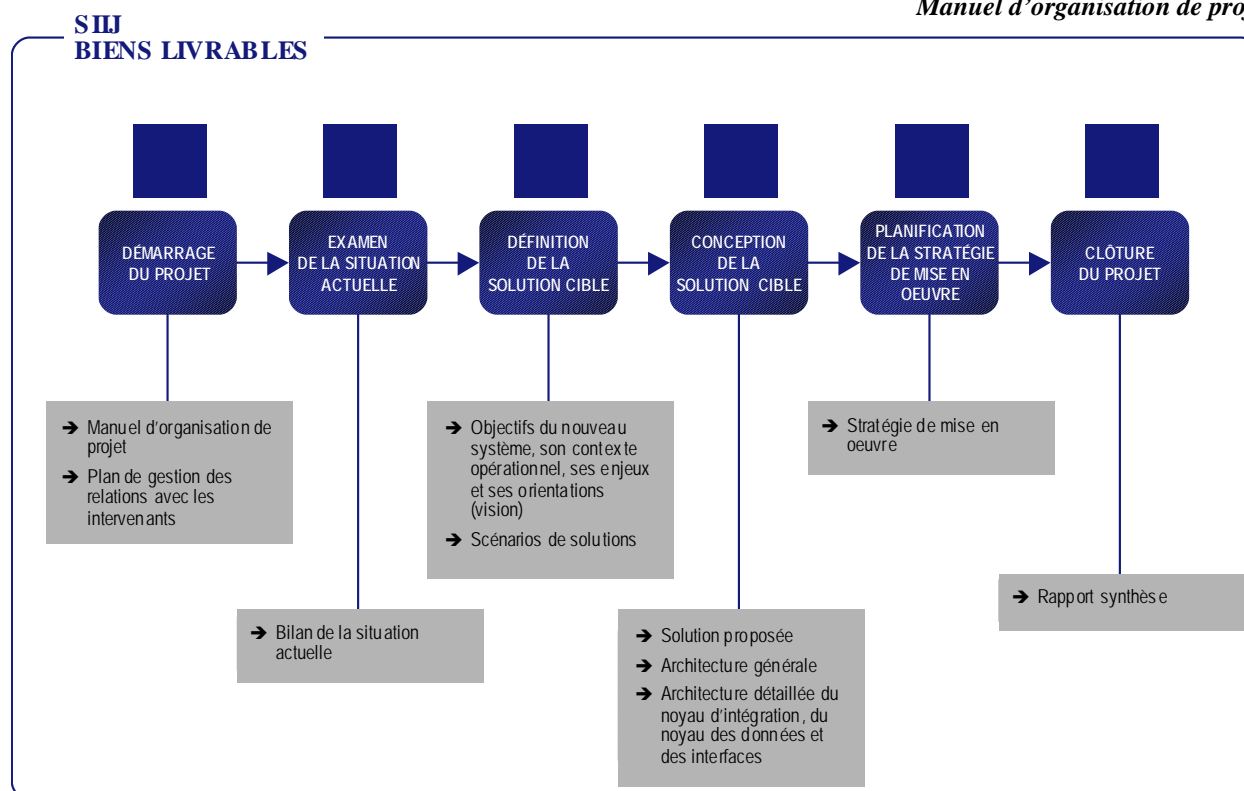 Manuel d'organisation de proj
SIIJ
BIENS LIVRABLES
DÉMARRAGE
DU PROJET
EXAMEN
DE LA SITUATION
ACTUELLE
DÉFINITION
DE LA
SOLUTION CIBLE
CONCEPTION
DE LA
SOLUTION CIBLE
PLANIFICATION
DE LA STRATÉGIE
DE MISE EN
OEUVRE
CLÔTURE
DU PROJET
➔ Manuel d'organisation de
projet
➔ Plan de gestion des
relations avec les
intervenants
➔ Bilan de la situation
actuelle
➔ Objectifs du nouveau
système, son contexte
opérationnel, ses enjeux
et ses orientations
(vision)
➔ Scénarios de solutions
➔ Solution proposée
➔ Architecture générale
➔ Architecture détaillée du
noyau d'intégration, du
noyau des données et
des interfaces
➔ Stratégie de mise en
oeuvre
➔ Rapport synthèse